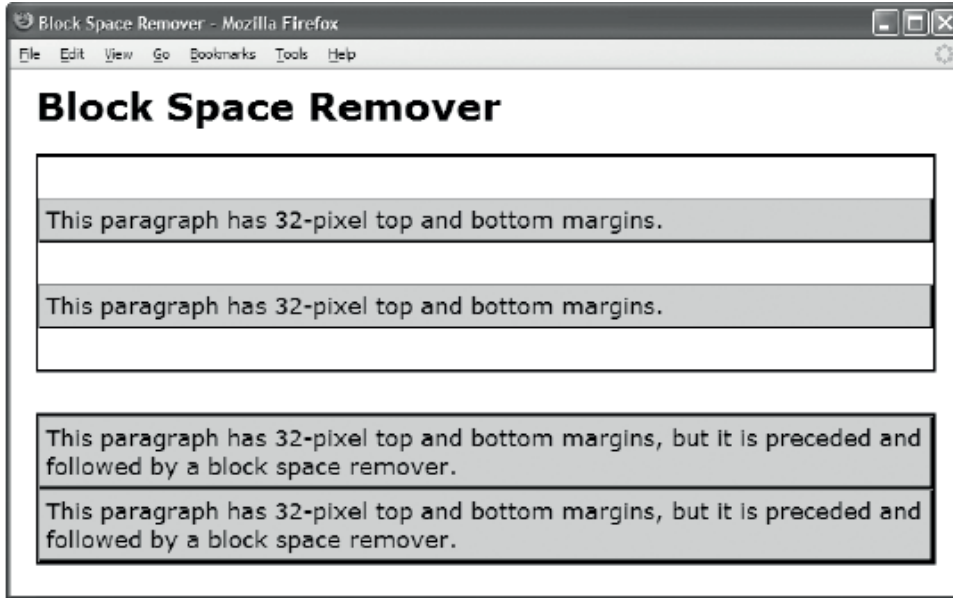 Block Space Remover - Mozilla Firefox
File Edit View Go Bookmarks Tools Help
Block Space Remover
This paragraph has 32-pixel top and bottom margins.
This paragraph has 32-pixel top and bottom margins.
This paragraph has 32-pixel top and bottom margins, but it is preceded and
followed by a block space remover.
This paragraph has 32-pixel top and bottom margins, but it is preceded and
followed by a block space remover.